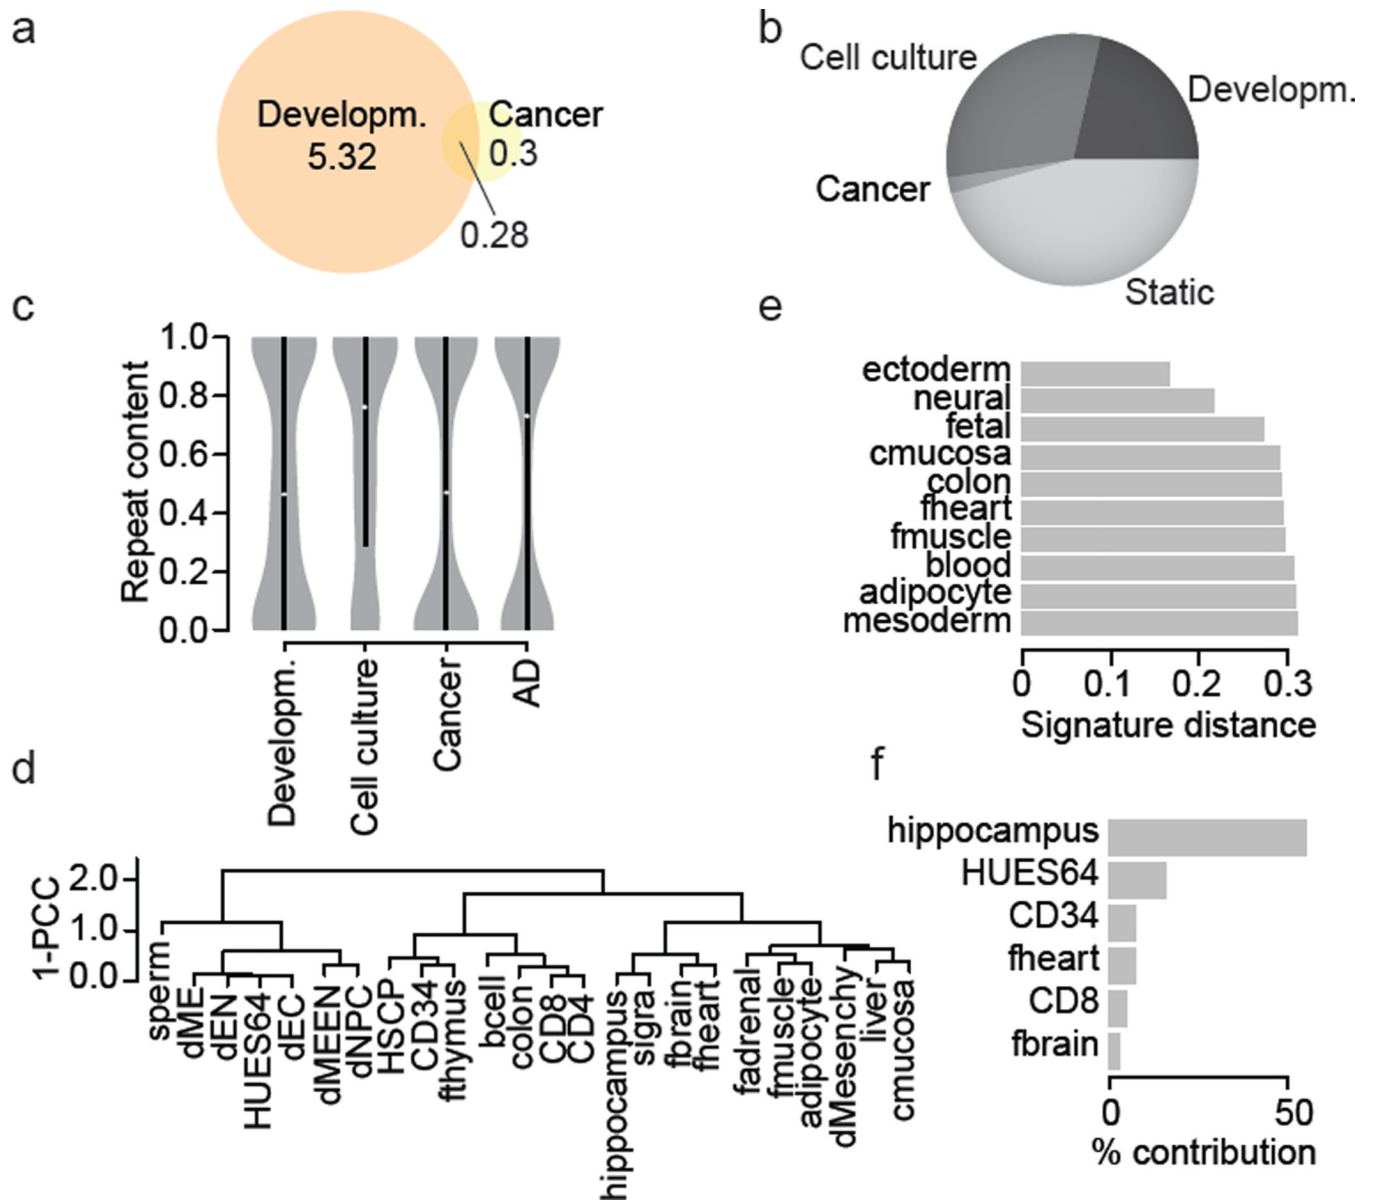 a
Developm.
5.32
Cancer
0.3
0.28
b
Cell culture
Developm.
Cancer
Static
c
Repeat content
1.0
0.8
0.6
0.4
0.2
0.0
Developm.
Cell culture
Cancer
AD
e
ectoderm
neural
fetal
cmucosa
colon
fheart
fmuscle
blood
adipocyte
mesoderm
0 0.1 0.2 0.3
Signature distance
d
1-PCC
2.0
1.0
0.0
sperm
dME
dEN
HUES64
dEC
dMEEN
dNPC
HSCP
CD34
fthymus
bcell
colon
CD8
CD4
hippocampus
sigra
fbrain
fheart
fadrenal
fmuscle
adipocyte
dMesenchy
liver
cmucosa
f
hippocampus
HUES64
CD34
fheart
CD8
fbrain
0 50
% contribution